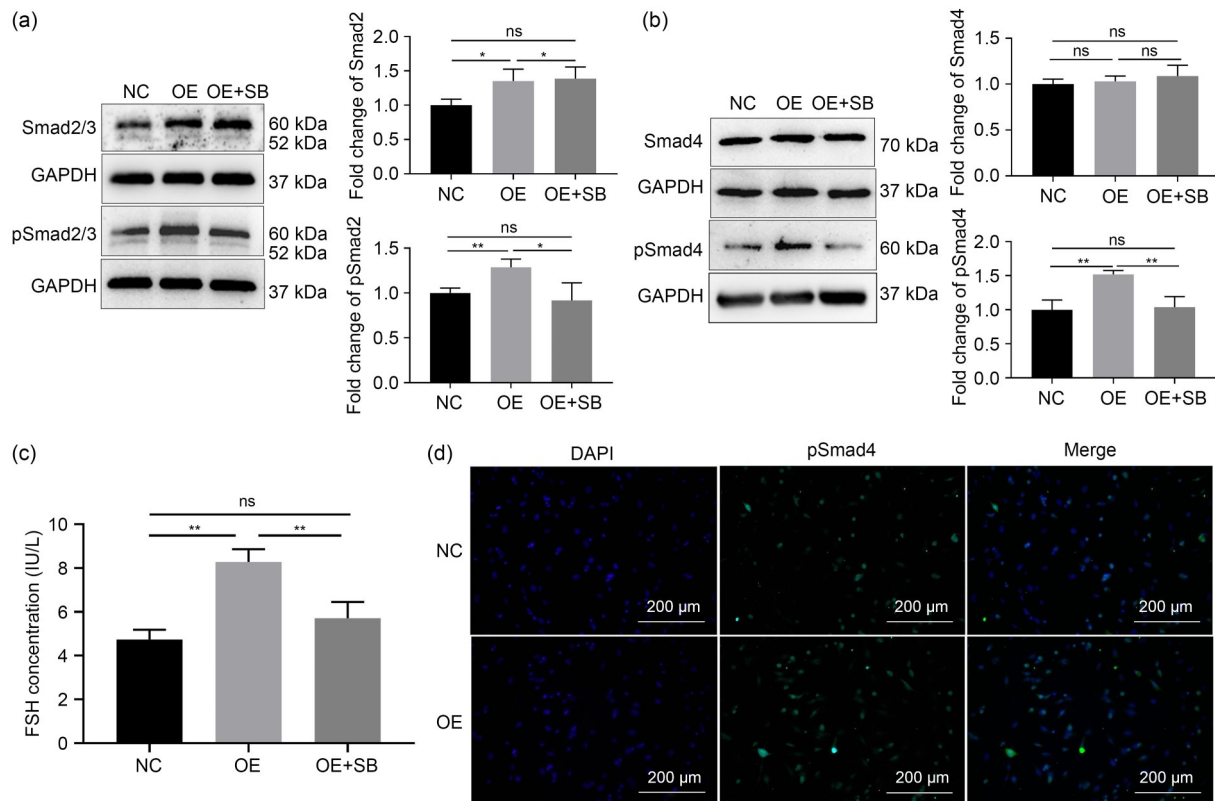 (a)
NC OE OE+SB
Smad2/3
60 kDa
52 kDa
GAPDH
37 kDa
pSmad2/3
60 kDa
52 kDa
GAPDH
37 kDa
Fold change of Smad2
2.0
1.5
1.0
0.5
0.0
ns
* *
NC OE OE+SB
Fold change of pSmad2
1.5
1.0
0.5
0.0
ns
** *
NC OE OE+SB
(b)
NC OE OE+SB
Smad4
70 kDa
GAPDH
37 kDa
pSmad4
60 kDa
GAPDH
37 kDa
Fold change of Smad4
1.5
1.0
0.5
0.0
ns
ns ns
NC OE OE+SB
Fold change of pSmad4
2.0
1.5
1.0
0.5
0.0
ns
** **
NC OE OE+SB
(c)
FSH concentration (IU/L)
10
8
6
4
2
0
ns
** **
NC OE OE+SB
(d)
DAPI pSmad4 Merge
NC
200 μm 200 μm 200 μm
OE
200 μm 200 μm 200 μm